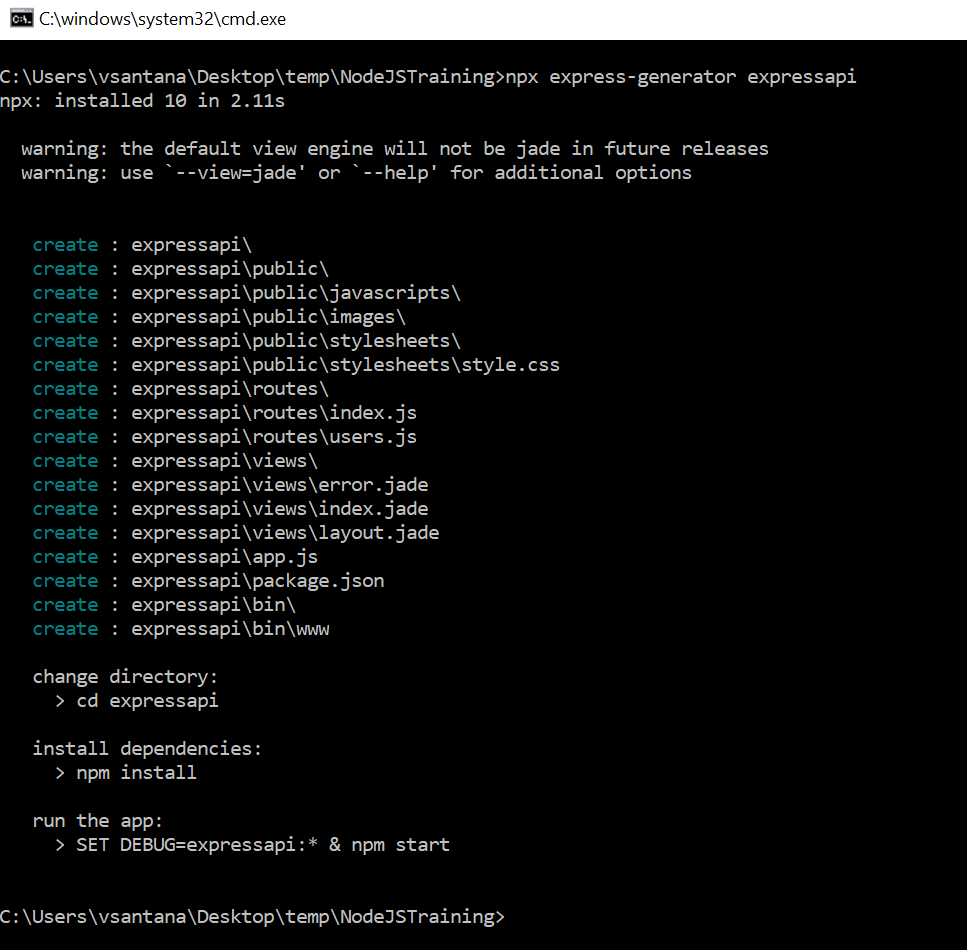 C:\windows\system32\cmd.exe
C:\Users\vsantana\Desktop\temp\NodeJSTraining>npx express-generator expressapi
npx: installed 10 in 2.11s
warning: the default view engine will not be jade in future releases
warning: use `--view=jade' or `--help' for additional options
create : expressapi\
create : expressapi\public\
create : expressapi\public\javascripts\
create : expressapi\public\images\
create : expressapi\public\stylesheets\
create : expressapi\public\stylesheets\style.css
create : expressapi\routes\
create : expressapi\routes\index.js
create : expressapi\routes\users.js
create : expressapi\views\
create : expressapi\views\error.jade
create : expressapi\views\index.jade
create : expressapi\views\layout.jade
create : expressapi\app.js
create : expressapi\package.json
create : expressapi\bin\
create : expressapi\bin\www
change directory:
> cd expressapi
install dependencies:
> npm install
run the app:
> SET DEBUG=expressapi:* & npm start
C:\Users\vsantana\Desktop\temp\NodeJSTraining>